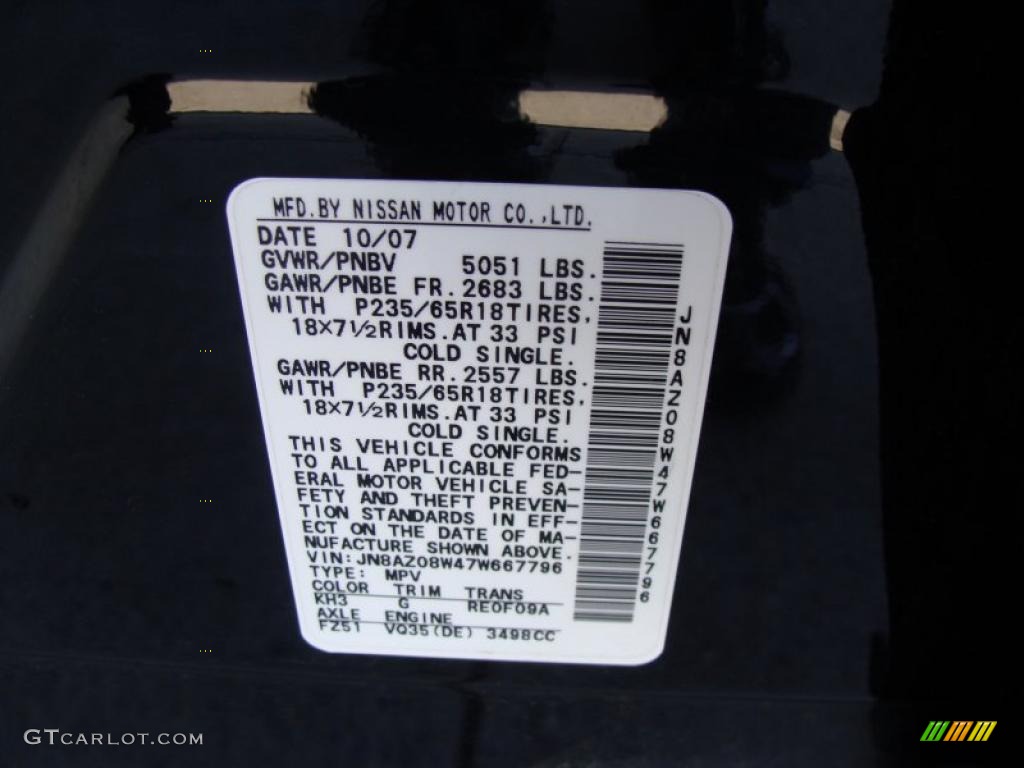 MFD.BY NISSAN MOTOR CO.,LTD.
DATE 10/07
GVWR/PNBV 5051 LBS.
GAWR/PNBE FR.2683 LBS.
WITH P235/65R18TIRES,
18×7½RIMS.AT 33 PSI
COLD SINGLE.
GAWR/PNBE RR.2557 LBS.
WITH P235/65R18TIRES,
18×7½RIMS.AT 33 PSI
COLD SINGLE.
THIS VEHICLE CONFORMS
TO ALL APPLICABLE FED-
ERAL MOTOR VEHICLE SA-
FETY AND THEFT PREVEN-
TION STANDARDS IN EFF-
ECT ON THE DATE OF MA-
NUFACTURE SHOWN ABOVE.
VIN:JN8AZ08W47W667796
TYPE: MPV
COLOR TRIM TRANS
KH3 G RE0F09A
AXLE ENGINE
FZ51 VQ35(DE) 3498CC
JN8AZ08W47W667796
GTCARLOT.COM